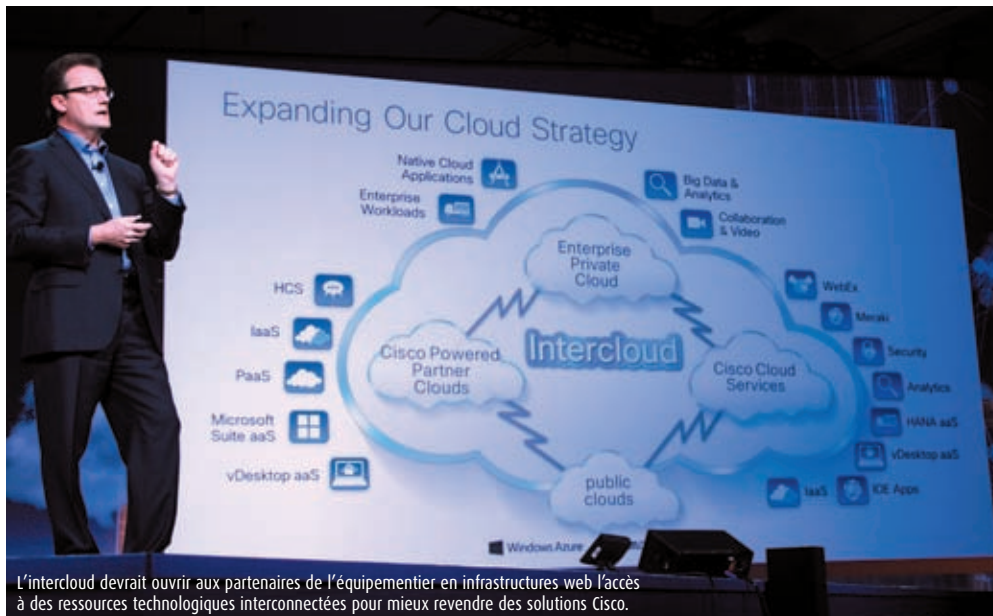 Expanding Our Cloud Strategy
Native Cloud
Applications
Big Data &
Analytics
Enterprise
Workloads
Collaboration
& Video
Enterprise
Private
Cloud
HCS
WebEx
IaaS
Meraki
Intercloud
Cisco Powered
Partner
Clouds
Cisco Cloud
Services
Security
PaaS
Analytics
Microsoft
Suite aaS
HANA aaS
vDesktop aaS
vDesktop aaS
public
clouds
IaaS
IOE Apps
Windows Azure
L'intercloud devrait ouvrir aux partenaires de l'équipementier en infrastructures web l'accès
à des ressources technologiques interconnectées pour mieux revendre des solutions Cisco.